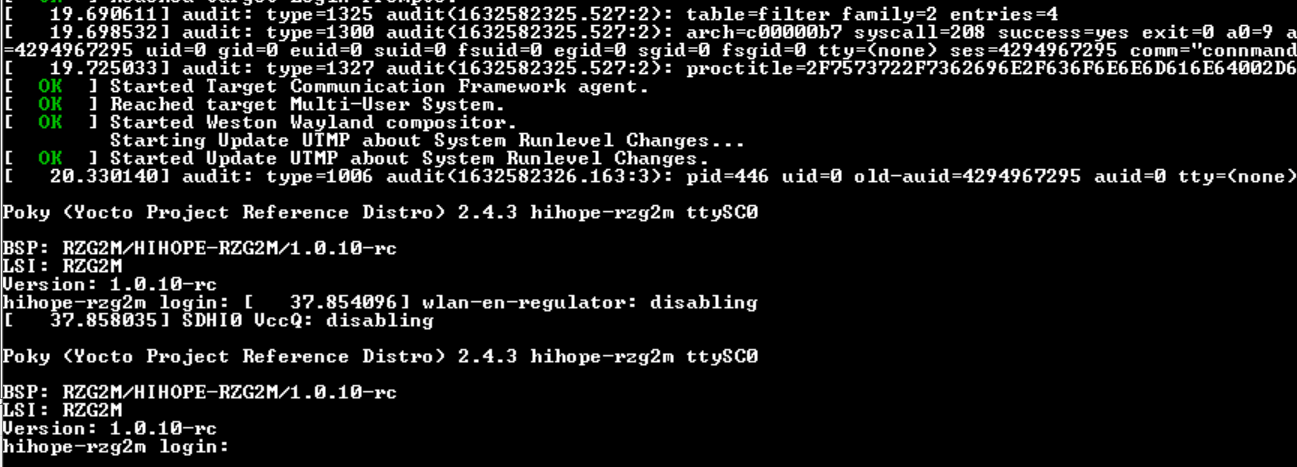 [   19.690611] audit: type=1325 audit(1632582325.527:2): table=filter family=2 entries=4
[   19.698532] audit: type=1300 audit(1632582325.527:2): arch=c00000b7 syscall=208 success=yes exit=0 a0=9 a
=4294967295 uid=0 gid=0 euid=0 suid=0 fsuid=0 egid=0 sgid=0 fsgid=0 tty=(none) ses=4294967295 comm="connmand
[   19.725033] audit: type=1327 audit(1632582325.527:2): proctitle=2F7573722F7362696E2F636F6E6E6D616E64002D6
[  OK  ] Started Target Communication Framework agent.
[  OK  ] Reached target Multi-User System.
[  OK  ] Started Weston Wayland compositor.
         Starting Update UTMP about System Runlevel Changes...
[  OK  ] Started Update UTMP about System Runlevel Changes.
[   20.330140] audit: type=1006 audit(1632582326.163:3): pid=446 uid=0 old-auid=4294967295 auid=0 tty=(none)
Poky (Yocto Project Reference Distro) 2.4.3 hihope-rzg2m ttySC0
BSP: RZG2M/HIHOPE-RZG2M/1.0.10-rc
LSI: RZG2M
Version: 1.0.10-rc
hihope-rzg2m login: [   37.854096] wlan-en-regulator: disabling
[   37.858035] SDHI0 VccQ: disabling
Poky (Yocto Project Reference Distro) 2.4.3 hihope-rzg2m ttySC0
BSP: RZG2M/HIHOPE-RZG2M/1.0.10-rc
LSI: RZG2M
Version: 1.0.10-rc
hihope-rzg2m login: